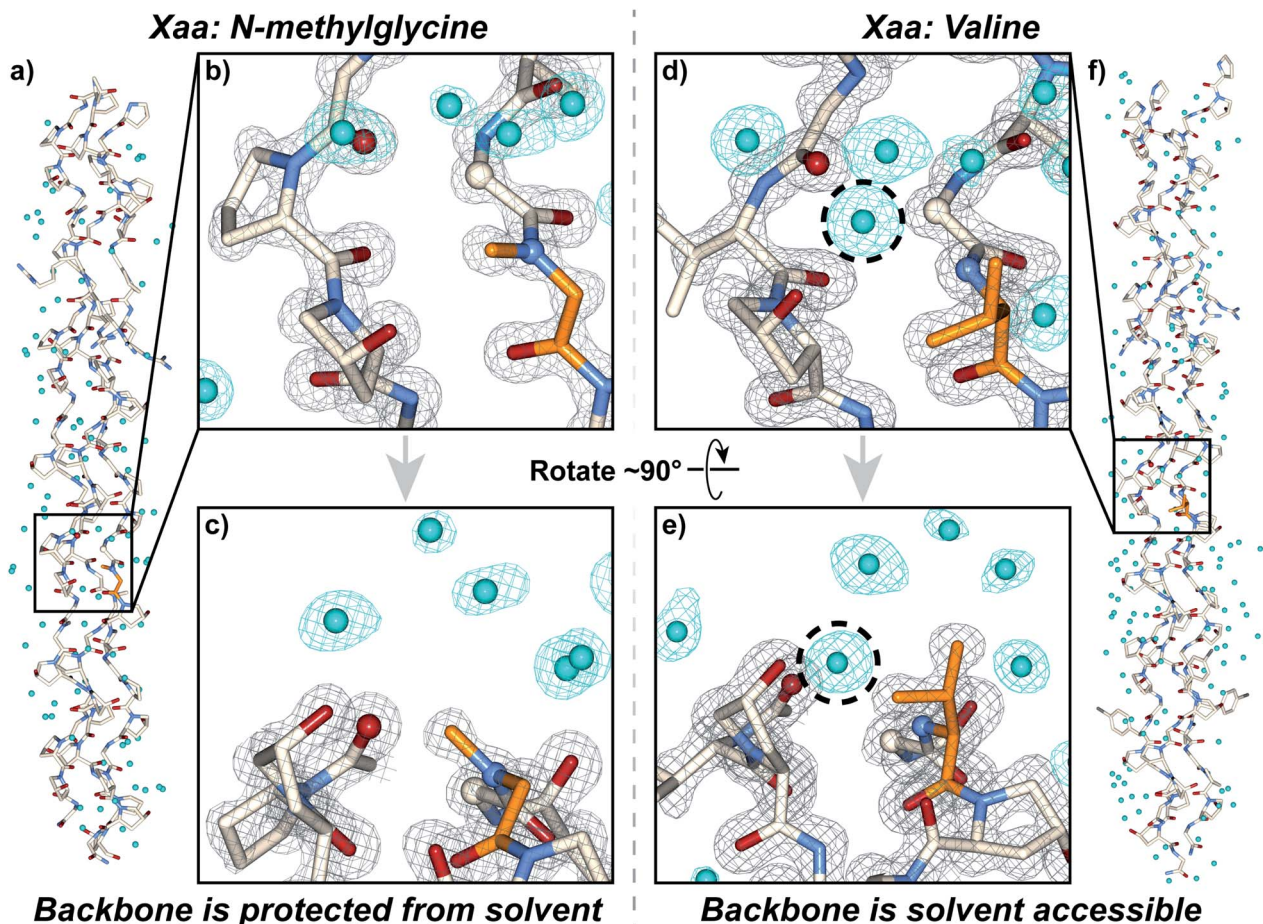 Xaa: N-methylglycine
Xaa: Valine
a)
b)
d)
f)
Rotate ~90°
c)
e)
Backbone is protected from solvent
Backbone is solvent accessible